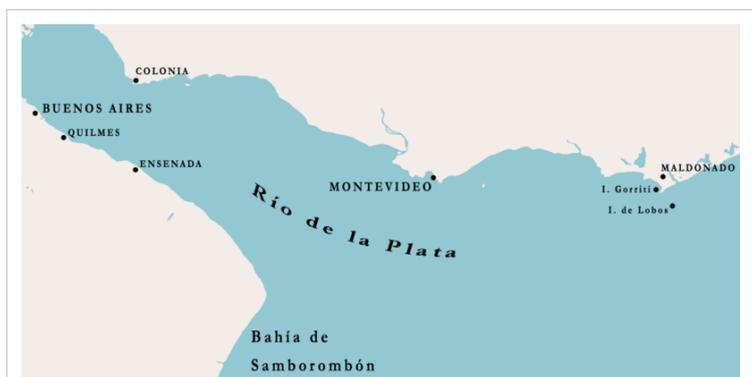 COLONIA
BUENOS AIRES
QUILMES
ENSENADA
MALDONADO
MONTEVIDEO
I. Gorriti
I. de Lobos
Río de la Plata
Bahía de
Samborombón